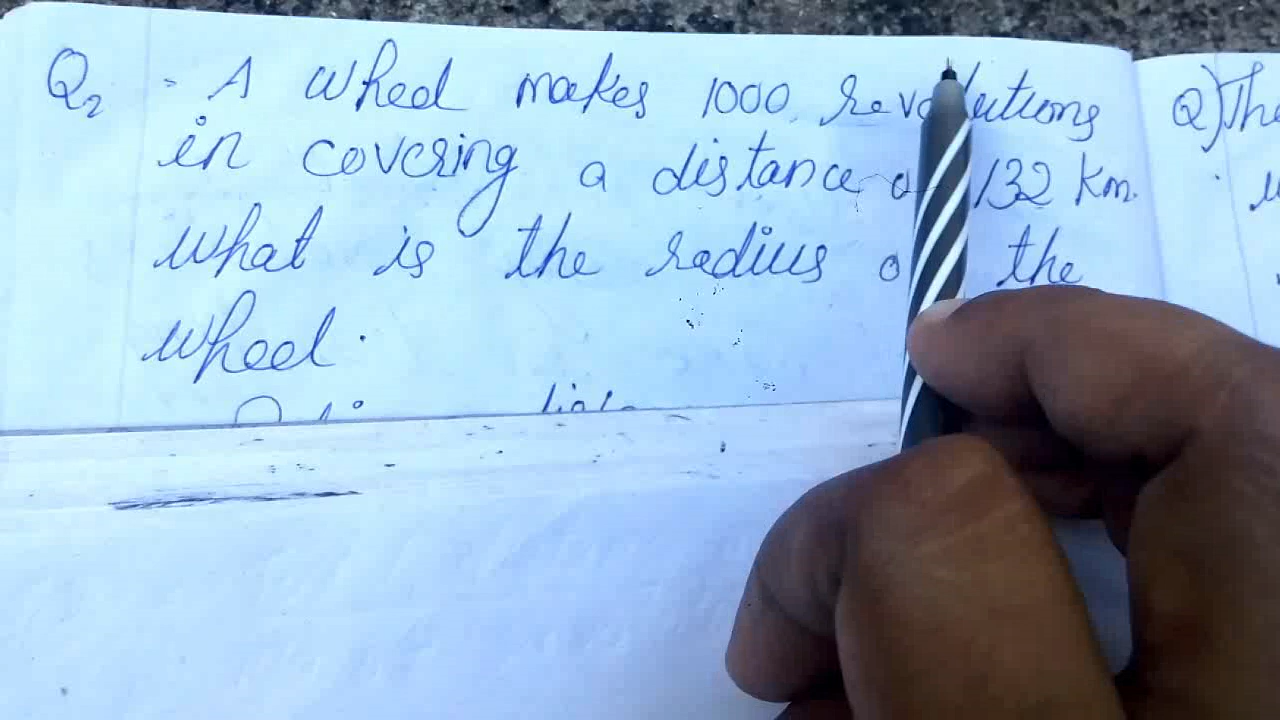 Q2 - A wheel makes 1000 revolutions
in covering a distance of 132 Km.
what is the radius of the
wheel.
Q) The